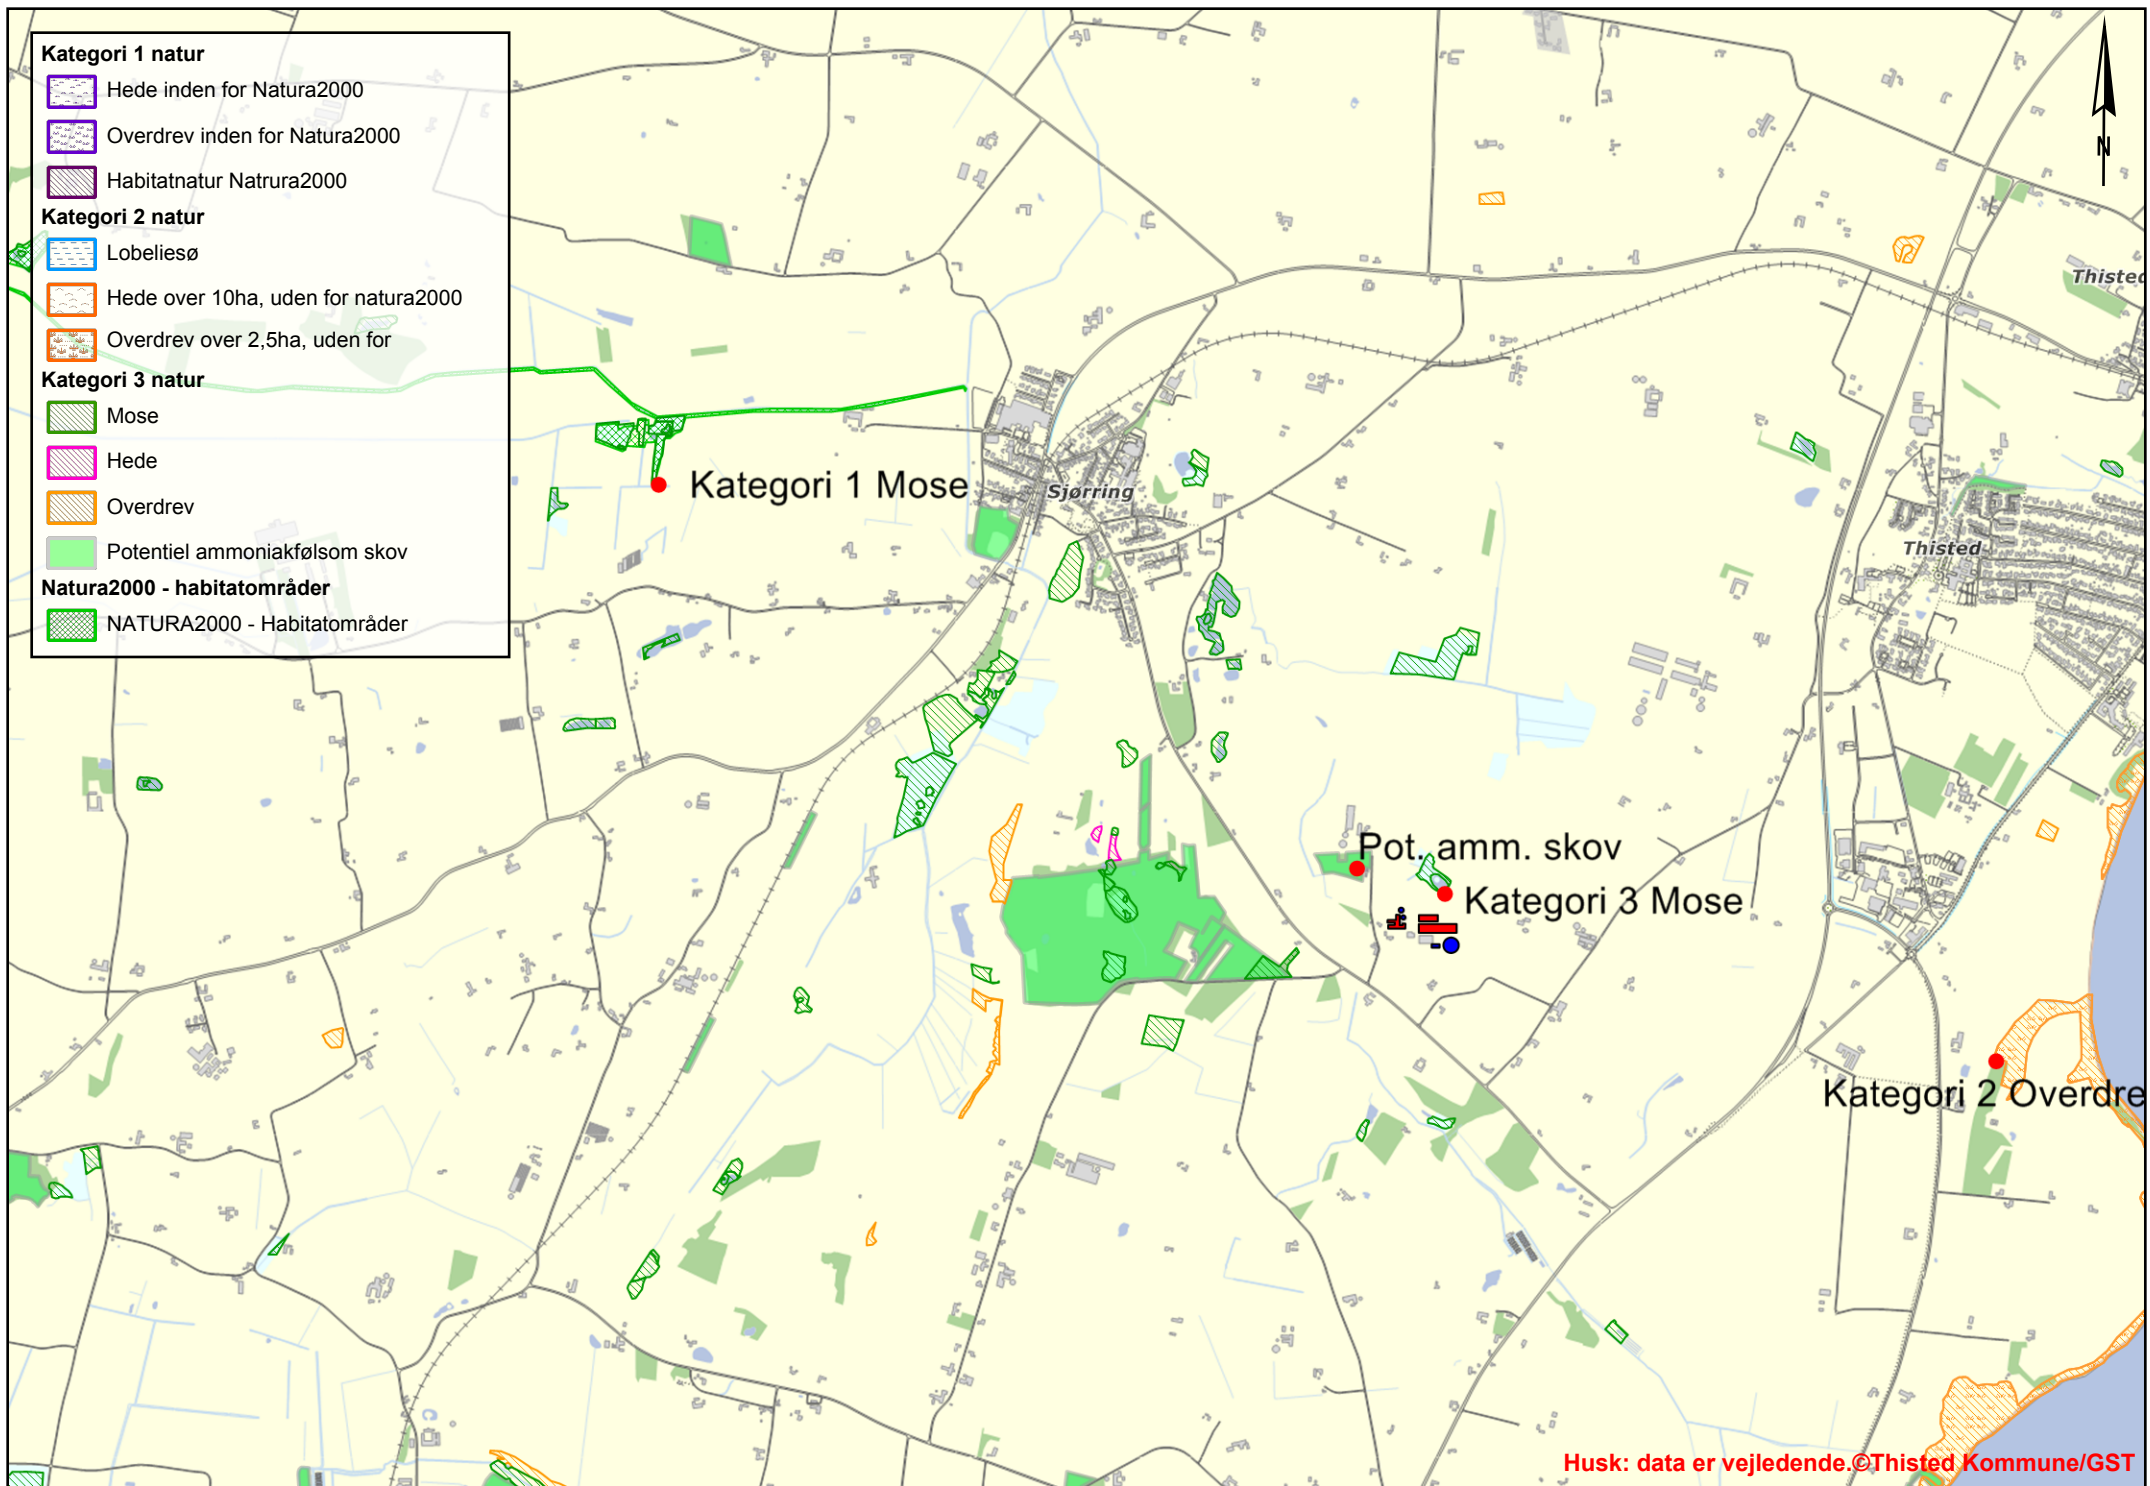 Kategori 1 natur
Hede inden for Natura2000
Overdrev inden for Natura2000
Habitatnatur Natrura2000
Kategori 2 natur
Lobeliesø
Hede over 10ha, uden for natura2000
Overdrev over 2,5ha, uden for
Kategori 3 natur
Mose
Hede
Overdrev
Potentiel ammoniakfølsom skov
Natura2000 - habitatområder
NATURA2000 - Habitatområder
N
Thisted
Kategori 1 Mose
Sjørring
Thisted
Pot. amm. skov
Kategori 3 Mose
Kategori 2 Overdre
Husk: data er vejledende.©Thisted Kommune/GST